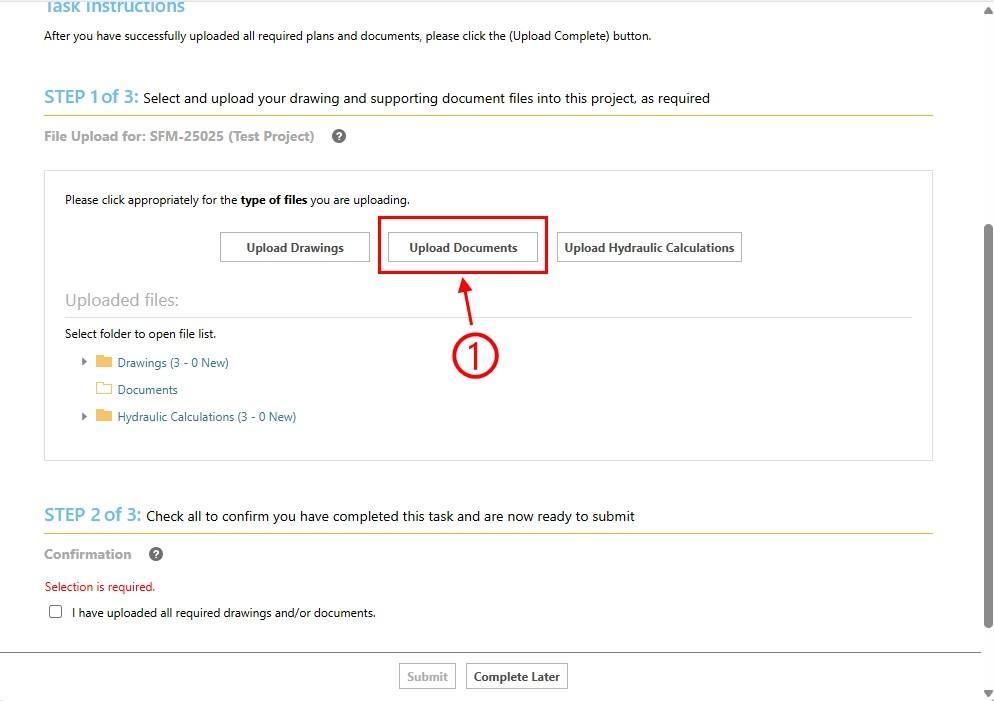 Task Instructions
After you have successfully uploaded all required plans and documents, please click the (Upload Complete) button.
STEP 1 of 3: Select and upload your drawing and supporting document files into this project, as required
File Upload for: SFM-25025 (Test Project) ?
Please click appropriately for the type of files you are uploading.
Upload Drawings Upload Documents Upload Hydraulic Calculations
Uploaded files:
1
Select folder to open file list.
Drawings (3 - 0 New)
Documents
Hydraulic Calculations (3 - 0 New)
STEP 2 of 3: Check all to confirm you have completed this task and are now ready to submit
Confirmation ?
Selection is required.
I have uploaded all required drawings and/or documents.
Submit Complete Later